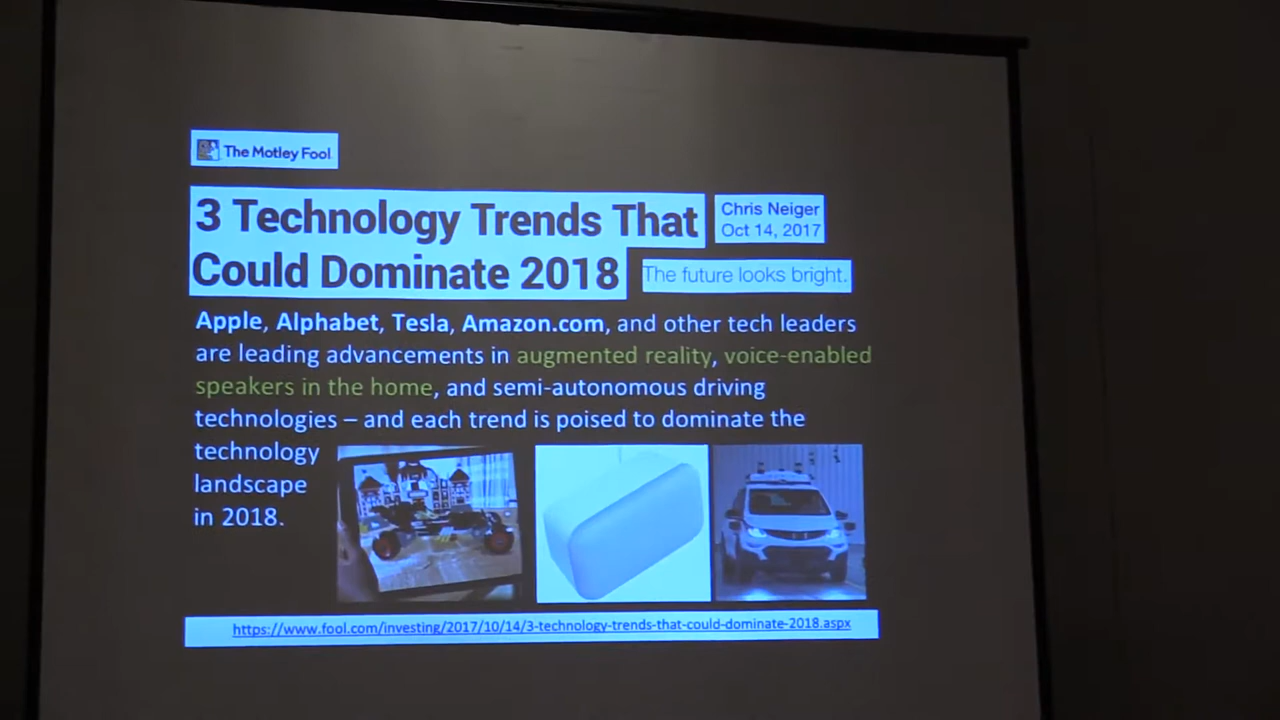 The Motley Fool
3 Technology Trends That
Could Dominate 2018
Chris Neiger
Oct 14, 2017
The future looks bright.
Apple, Alphabet, Tesla, Amazon.com, and other tech leaders
are leading advancements in augmented reality, voice-enabled
speakers in the home, and semi-autonomous driving
technologies – and each trend is poised to dominate the
technology
landscape
in 2018.
https://www.fool.com/investing/2017/10/14/3-technology-trends-that-could-dominate-2018.aspx